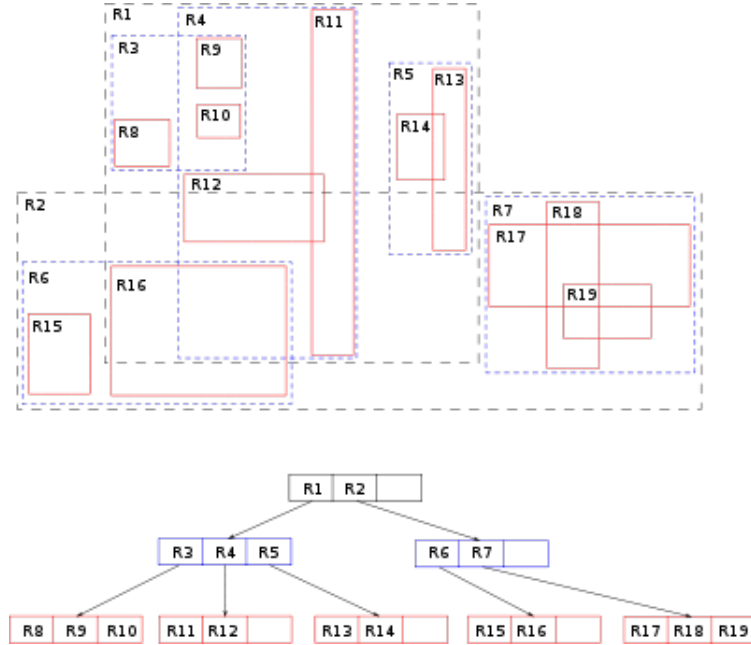 R1 R4 R11
R3 R9
R5 R13
R10
R8 R14
R12
R2 R7 R18
R17
R6 R16
R19
R15
R1 R2
R3 R4 R5 R6 R7
R8 R9 R10 R11 R12 R13 R14 R15 R16 R17 R18 R19